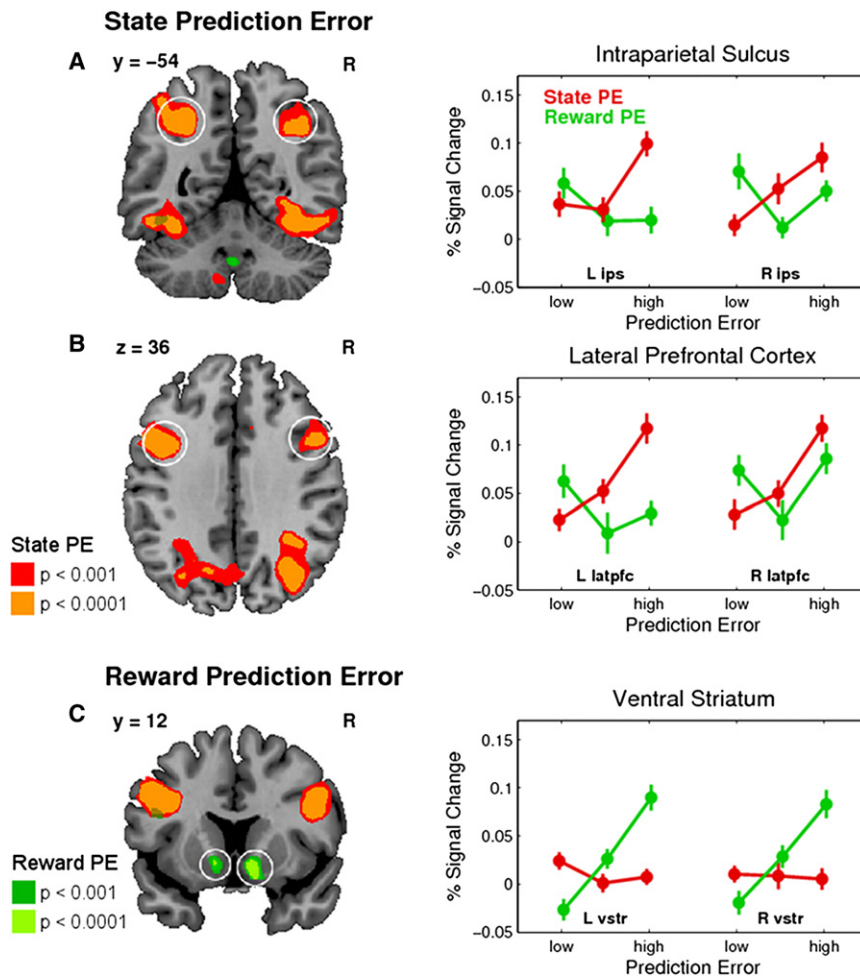 State Prediction Error
A
y = −54
R
Intraparietal Sulcus
State PE
Reward PE
% Signal Change
0.15
0.1
0.05
0
−0.05
L ips
R ips
low
high
low
high
Prediction Error
B
z = 36
R
State PE
p < 0.001
p < 0.0001
Lateral Prefrontal Cortex
% Signal Change
0.15
0.1
0.05
0
−0.05
L latpfc
R latpfc
low
high
low
high
Prediction Error
Reward Prediction Error
C
y = 12
R
Reward PE
p < 0.001
p < 0.0001
Ventral Striatum
% Signal Change
0.15
0.1
0.05
0
−0.05
L vstr
R vstr
low
high
low
high
Prediction Error